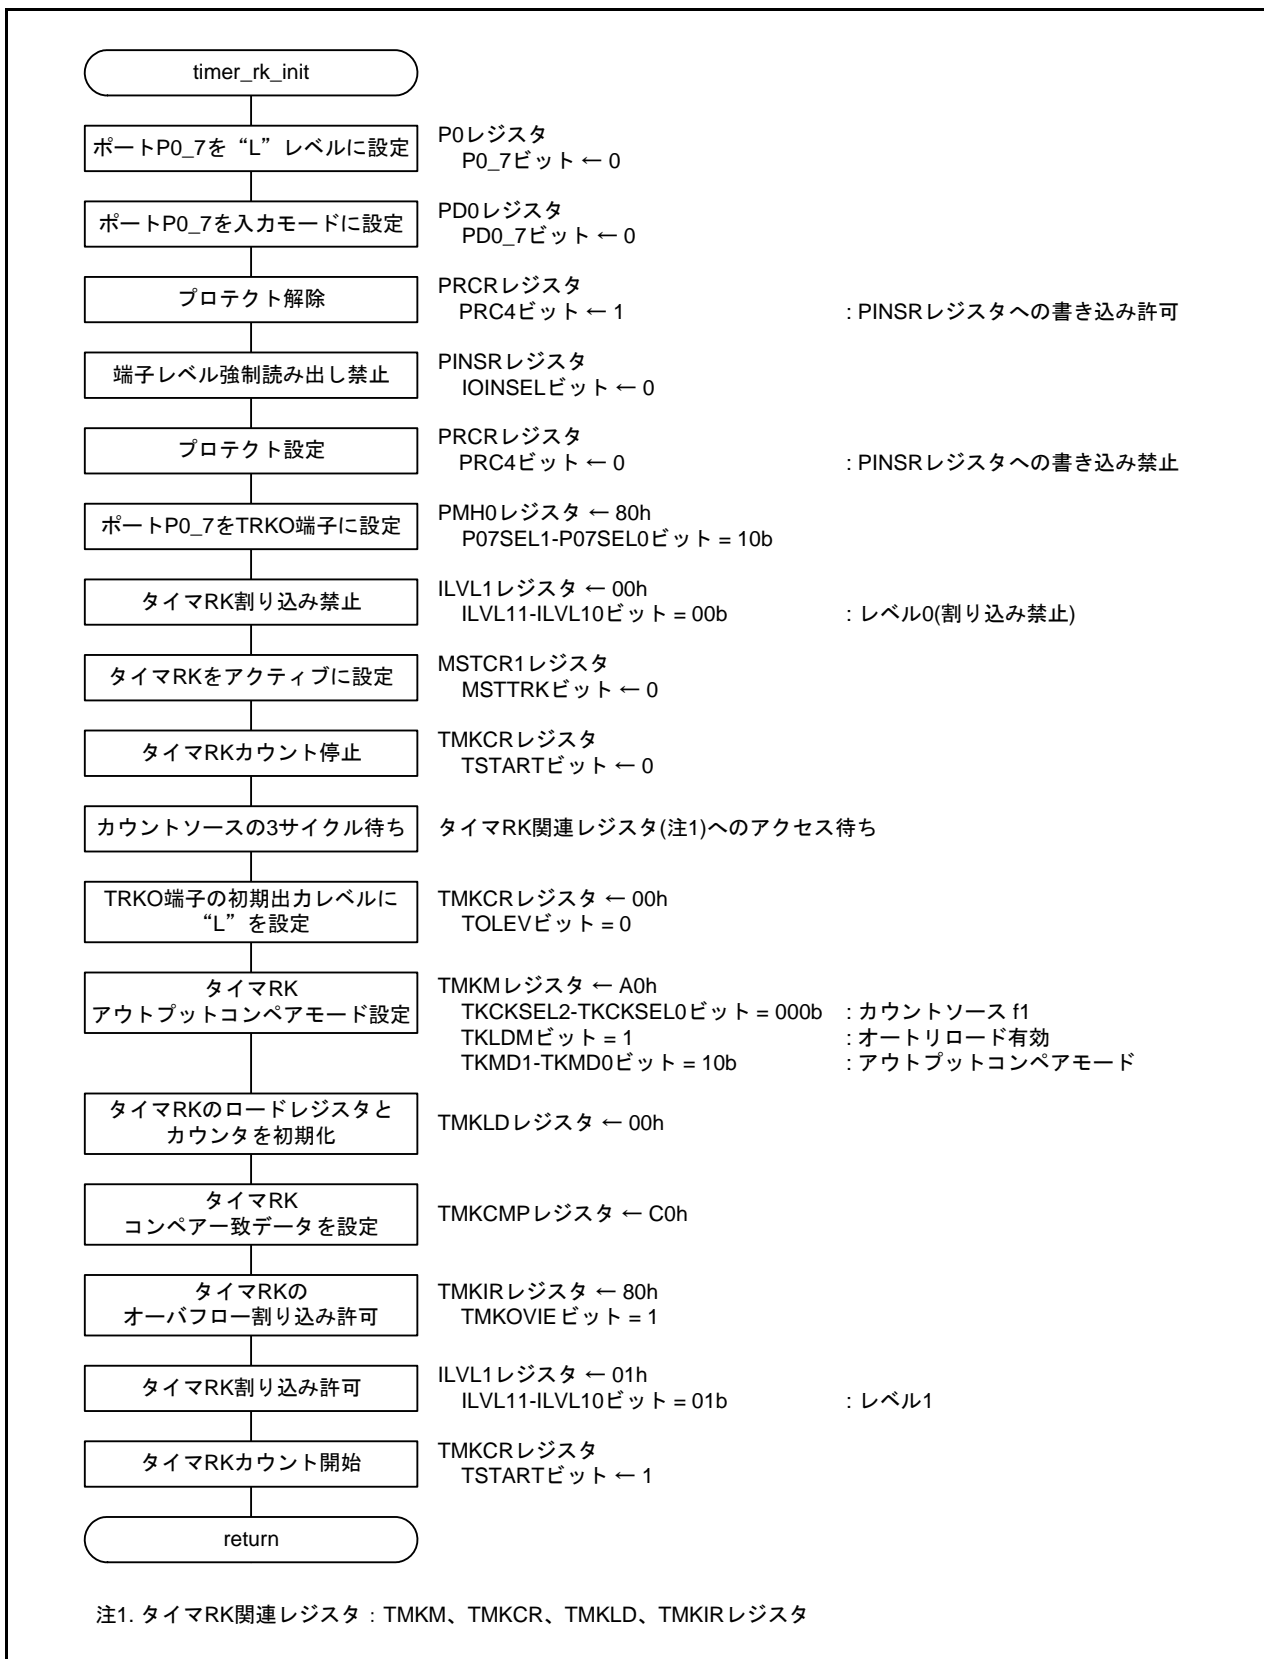 timer_rk_init
ポートP0_7を“L”レベルに設定
P0レジスタ
P0_7ビット ← 0
ポートP0_7を入力モードに設定
PD0レジスタ
PD0_7ビット ← 0
プロテクト解除
PRCRレジスタ
PRC4ビット ← 1 : PINSRレジスタへの書き込み許可
端子レベル強制読み出し禁止
PINSRレジスタ
IOINSELビット ← 0
プロテクト設定
PRCRレジスタ
PRC4ビット ← 0 : PINSRレジスタへの書き込み禁止
ポートP0_7をTRKO端子に設定
PMH0レジスタ ← 80h
P07SEL1-P07SEL0ビット = 10b
タイマRK割り込み禁止
ILVL1レジスタ ← 00h
ILVL11-ILVL10ビット = 00b : レベル0(割り込み禁止)
タイマRKをアクティブに設定
MSTCR1レジスタ
MSTTRKビット ← 0
タイマRKカウント停止
TMKCRレジスタ
TSTARTビット ← 0
カウントソースの3サイクル待ち
タイマRK関連レジスタ(注1)へのアクセス待ち
TRKO端子の初期出力レベルに
“L”を設定
TMKCRレジスタ ← 00h
TOLEVビット = 0
タイマRK
アウトプットコンペアモード設定
TMKMレジスタ ← A0h
TKCKSEL2-TKCKSEL0ビット = 000b : カウントソース f1
TKLDMビット = 1 : オートリロード有効
TKMD1-TKMD0ビット = 10b : アウトプットコンペアモード
タイマRKのロードレジスタと
カウンタを初期化
TMKLDレジスタ ← 00h
タイマRK
コンペア一致データを設定
TMKCMPレジスタ ← C0h
タイマRKの
オーバフロー割り込み許可
TMKIRレジスタ ← 80h
TMKOVIEビット = 1
タイマRK割り込み許可
ILVL1レジスタ ← 01h
ILVL11-ILVL10ビット = 01b : レベル1
タイマRKカウント開始
TMKCRレジスタ
TSTARTビット ← 1
return
注1. タイマRK関連レジスタ：TMKM、TMKCR、TMKLD、TMKIRレジスタ